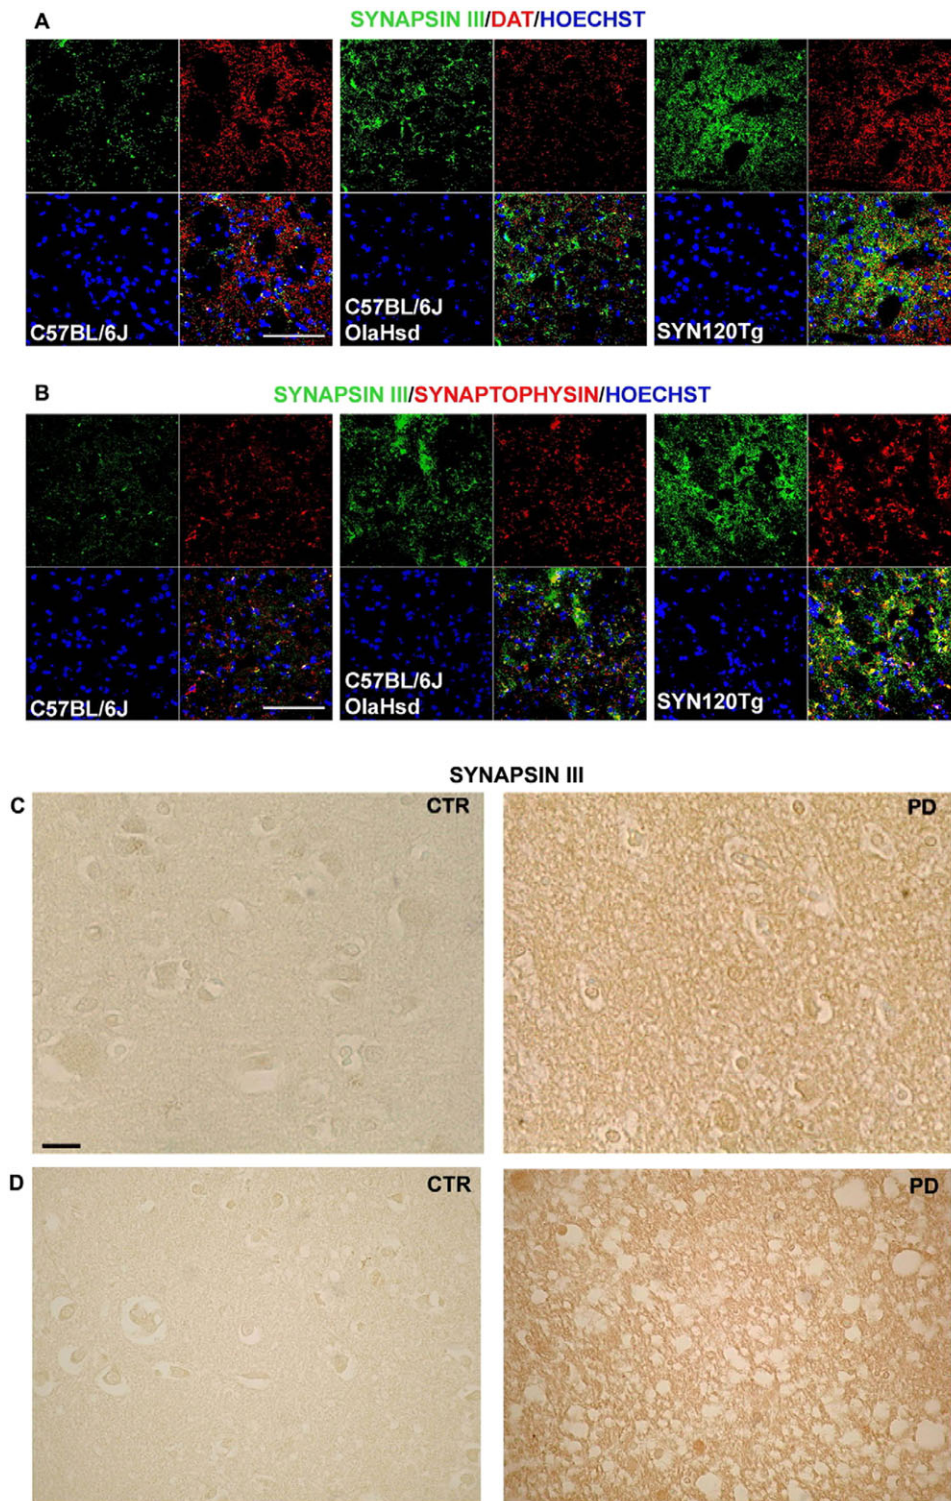 A
SYNAPSIN III/DAT/HOECHST
C57BL/6J
C57BL/6J
OlaHsd
SYN120Tg
B
SYNAPSIN III/SYNAPTOPHYSIN/HOECHST
C57BL/6J
C57BL/6J
OlaHsd
SYN120Tg
SYNAPSIN III
C
CTR
PD
D
CTR
PD